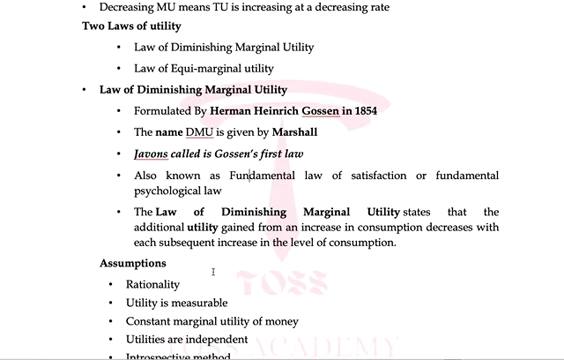 • Decreasing MU means TU is increasing at a decreasing rate
Two Laws of utility
• Law of Diminishing Marginal Utility
• Law of Equi-marginal utility
• Law of Diminishing Marginal Utility
• Formulated By Herman Heinrich Gossen in 1854
• The name DMU is given by Marshall
• Javons called is Gossen's first law
• Also known as Fundamental law of satisfaction or fundamental
psychological law
• The Law of Diminishing Marginal Utility states that the
additional utility gained from an increase in consumption decreases with
each subsequent increase in the level of consumption.
Assumptions
• Rationality
TOSS
• Utility is measurable
• Constant marginal utility of money
• Utilities are independent
TOSS ACADEMY
• Introspective method